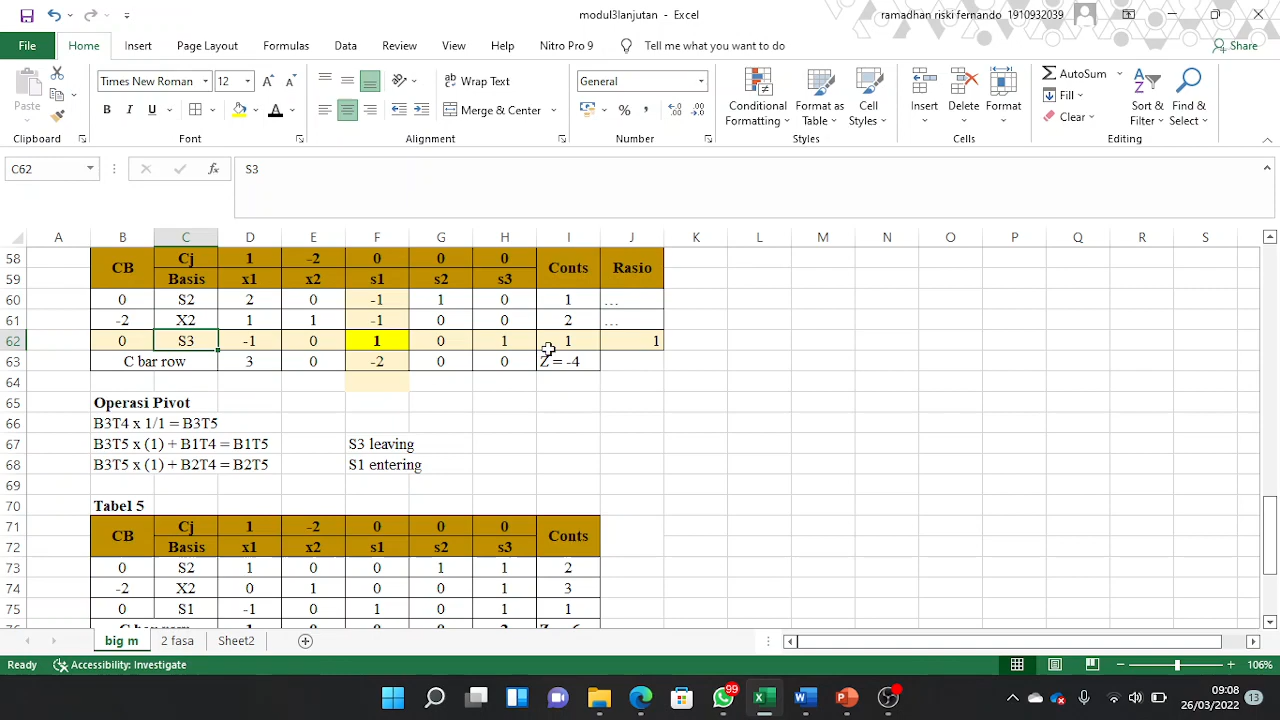 modul3lanjutan - Excel
ramadhan riski fernando 1910932039
File Home Insert Page Layout Formulas Data Review View Help Nitro Pro 9 Tell me what you want to do Share
Times New Roman 12 Wrap Text General AutoSum
Paste B I U Merge & Center % Conditional Formatting Format as Table Cell Styles Insert Delete Format Fill Clear Sort & Filter Find & Select
Clipboard Font Alignment Number Styles Cells Editing
C62 fx S3
A B C D E F G H I J K L M N O P Q R S
58 CB Cj 1 -2 0 0 0 Conts Rasio
59 Basis x1 x2 s1 s2 s3
60 0 S2 2 0 -1 1 0 1 …
61 -2 X2 1 1 -1 0 0 2 …
62 0 S3 -1 0 1 0 1 1 1
63 C bar row 3 0 -2 0 0 Z = -4
64
65 Operasi Pivot
66 B3T4 x 1/1 = B3T5
67 B3T5 x (1) + B1T4 = B1T5 S3 leaving
68 B3T5 x (1) + B2T4 = B2T5 S1 entering
69
70 Tabel 5
71 CB Cj 1 -2 0 0 0 Conts
72 Basis x1 x2 s1 s2 s3
73 0 S2 1 0 0 1 1 2
74 -2 X2 0 1 0 0 1 3
75 0 S1 -1 0 1 0 1 1
big m 2 fasa Sheet2
Ready Accessibility: Investigate 106%
99
09:08
26/03/2022 13